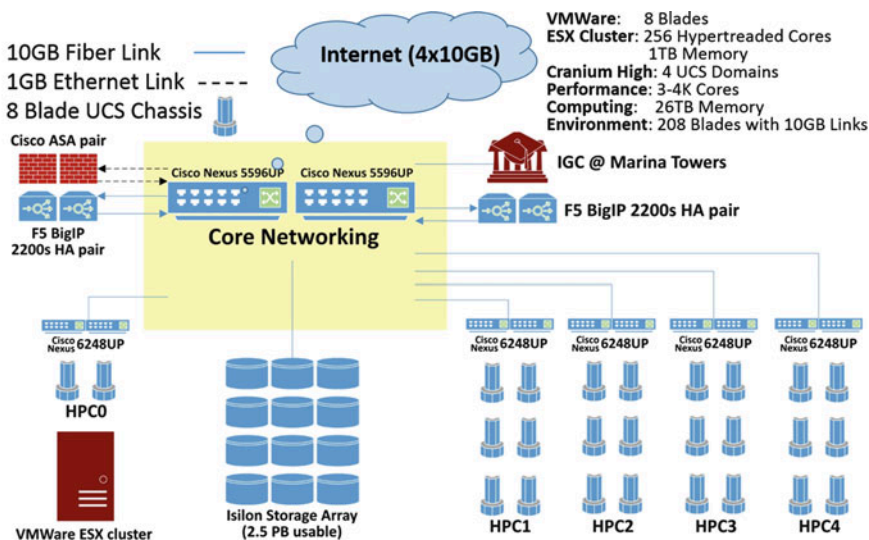 10GB Fiber Link
1GB Ethernet Link
8 Blade UCS Chassis
Internet (4x10GB)
VMWare: 8 Blades
ESX Cluster: 256 Hypertreaded Cores
1TB Memory
Cranium High: 4 UCS Domains
Performance: 3-4K Cores
Computing: 26TB Memory
Environment: 208 Blades with 10GB Links
Cisco ASA pair
Cisco Nexus 5596UP
Cisco Nexus 5596UP
IGC @ Marina Towers
F5 BigIP
2200s HA pair
F5 BigIP 2200s HA pair
Core Networking
Cisco
Nexus 6248UP
Cisco
Nexus 6248UP
Cisco
Nexus 6248UP
Cisco
Nexus 6248UP
Cisco
Nexus 6248UP
HPC0
VMWare ESX cluster
Isilon Storage Array
(2.5 PB usable)
HPC1
HPC2
HPC3
HPC4